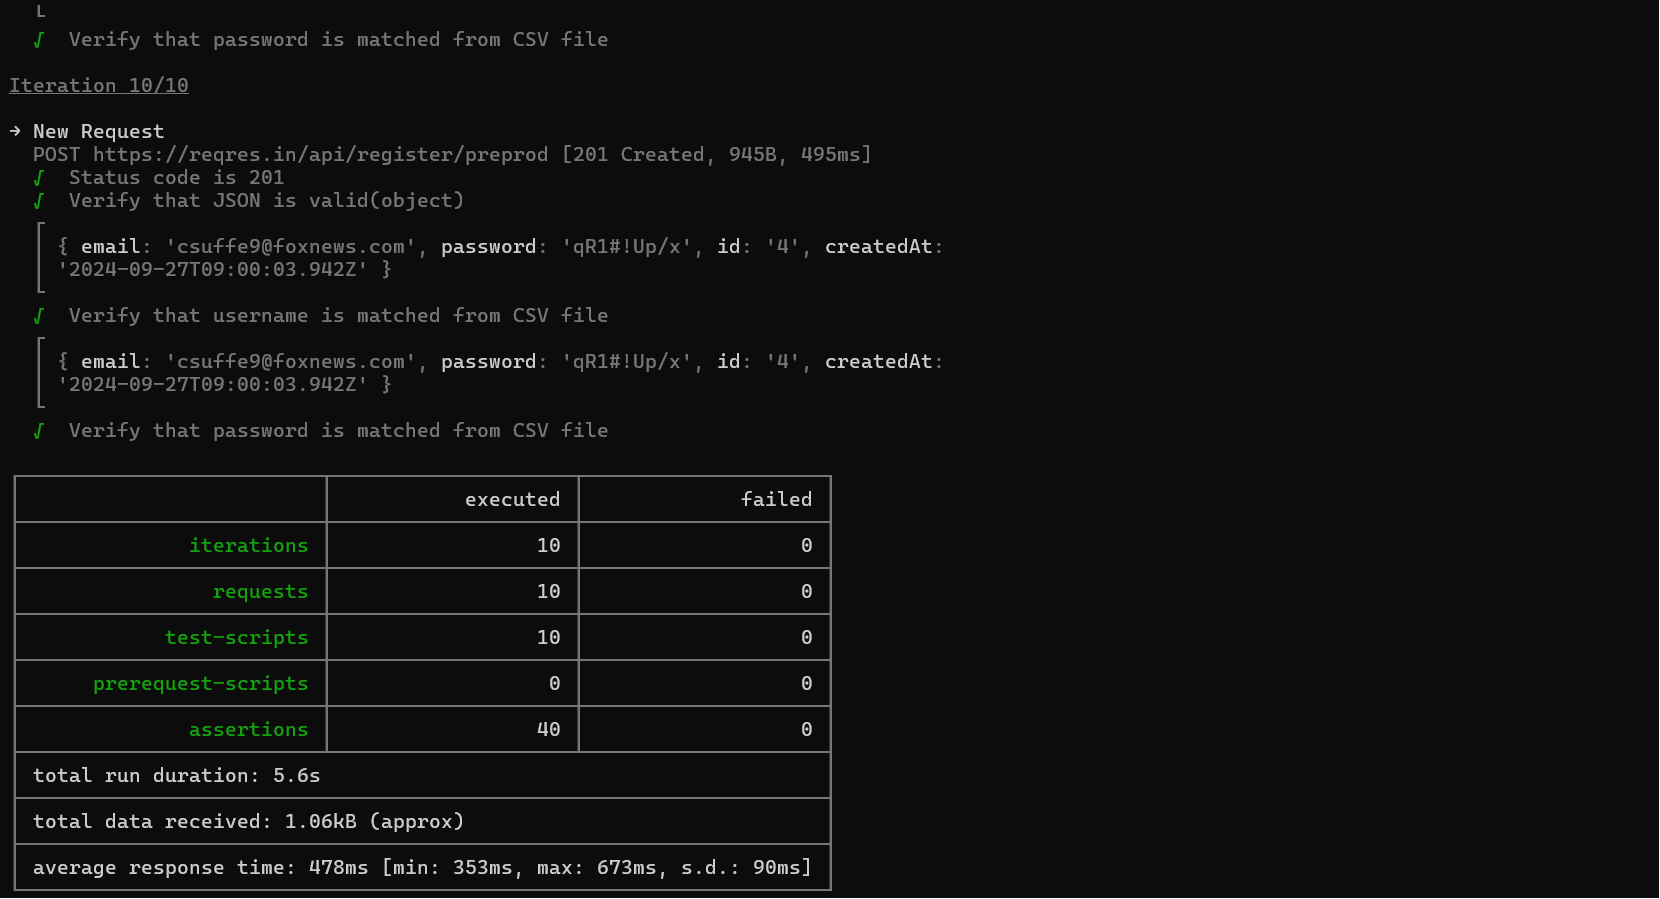 √  Verify that password is matched from CSV file
Iteration 10/10
→ New Request
POST https://reqres.in/api/register/preprod [201 Created, 945B, 495ms]
√  Status code is 201
√  Verify that JSON is valid(object)
{ email: 'csuffe9@foxnews.com', password: 'qR1#!Up/x', id: '4', createdAt:
'2024-09-27T09:00:03.942Z' }
√  Verify that username is matched from CSV file
{ email: 'csuffe9@foxnews.com', password: 'qR1#!Up/x', id: '4', createdAt:
'2024-09-27T09:00:03.942Z' }
√  Verify that password is matched from CSV file
executed failed
iterations 10 0
requests 10 0
test-scripts 10 0
prerequest-scripts 0 0
assertions 40 0
total run duration: 5.6s
total data received: 1.06kB (approx)
average response time: 478ms [min: 353ms, max: 673ms, s.d.: 90ms]